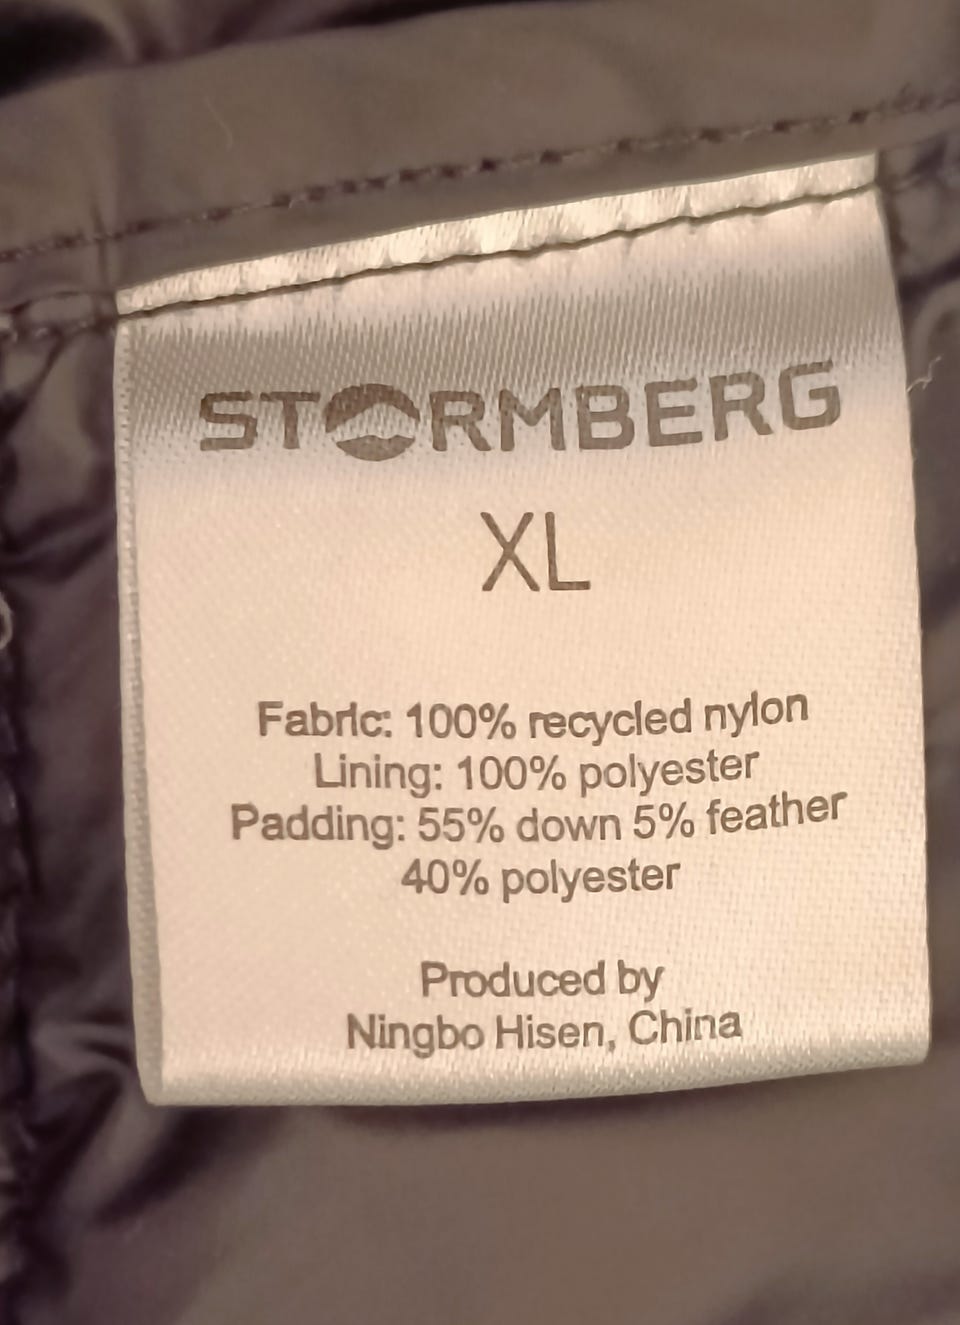 STORMBERG
XL
Fabric: 100% recycled nylon
Lining: 100% polyester
Padding: 55% down 5% feather
40% polyester
Produced by
Ningbo Hisen, China